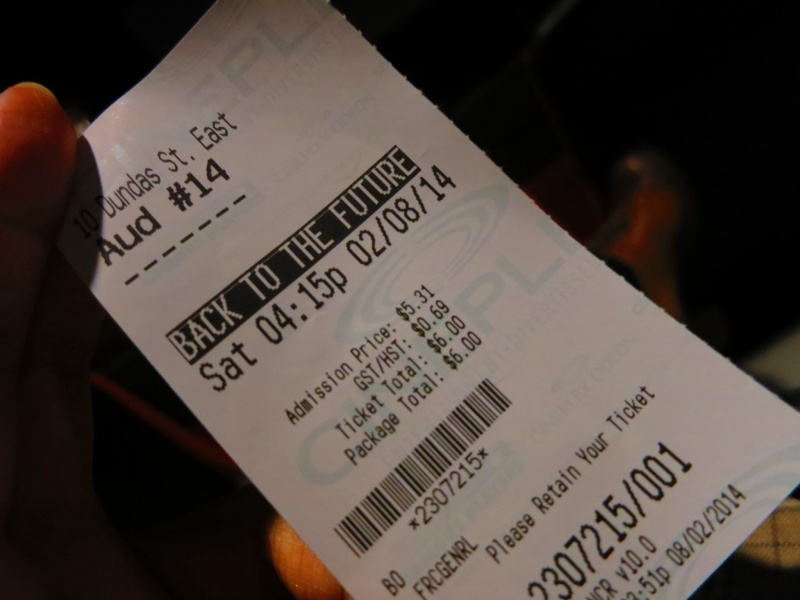 10 Dundas St. East
Aud #14
-------
BACK TO THE FUTURE
Sat 04:15p 02/08/14
Admission Price: $5.31
GST/HST: $0.69
Ticket Total: $6.00
Package Total: $6.00
*2307215*
BO
FRCGENRL
Please Retain Your Ticket
2307215/001
NCR v10.0
:51p 08/02/2014